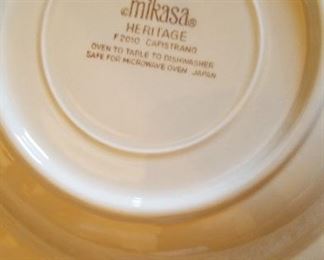 ©mikasa®
HERITAGE
F 2010 CAPISTRANO
OVEN TO TABLE TO DISHWASHER
SAFE FOR MICROWAVE OVEN JAPAN